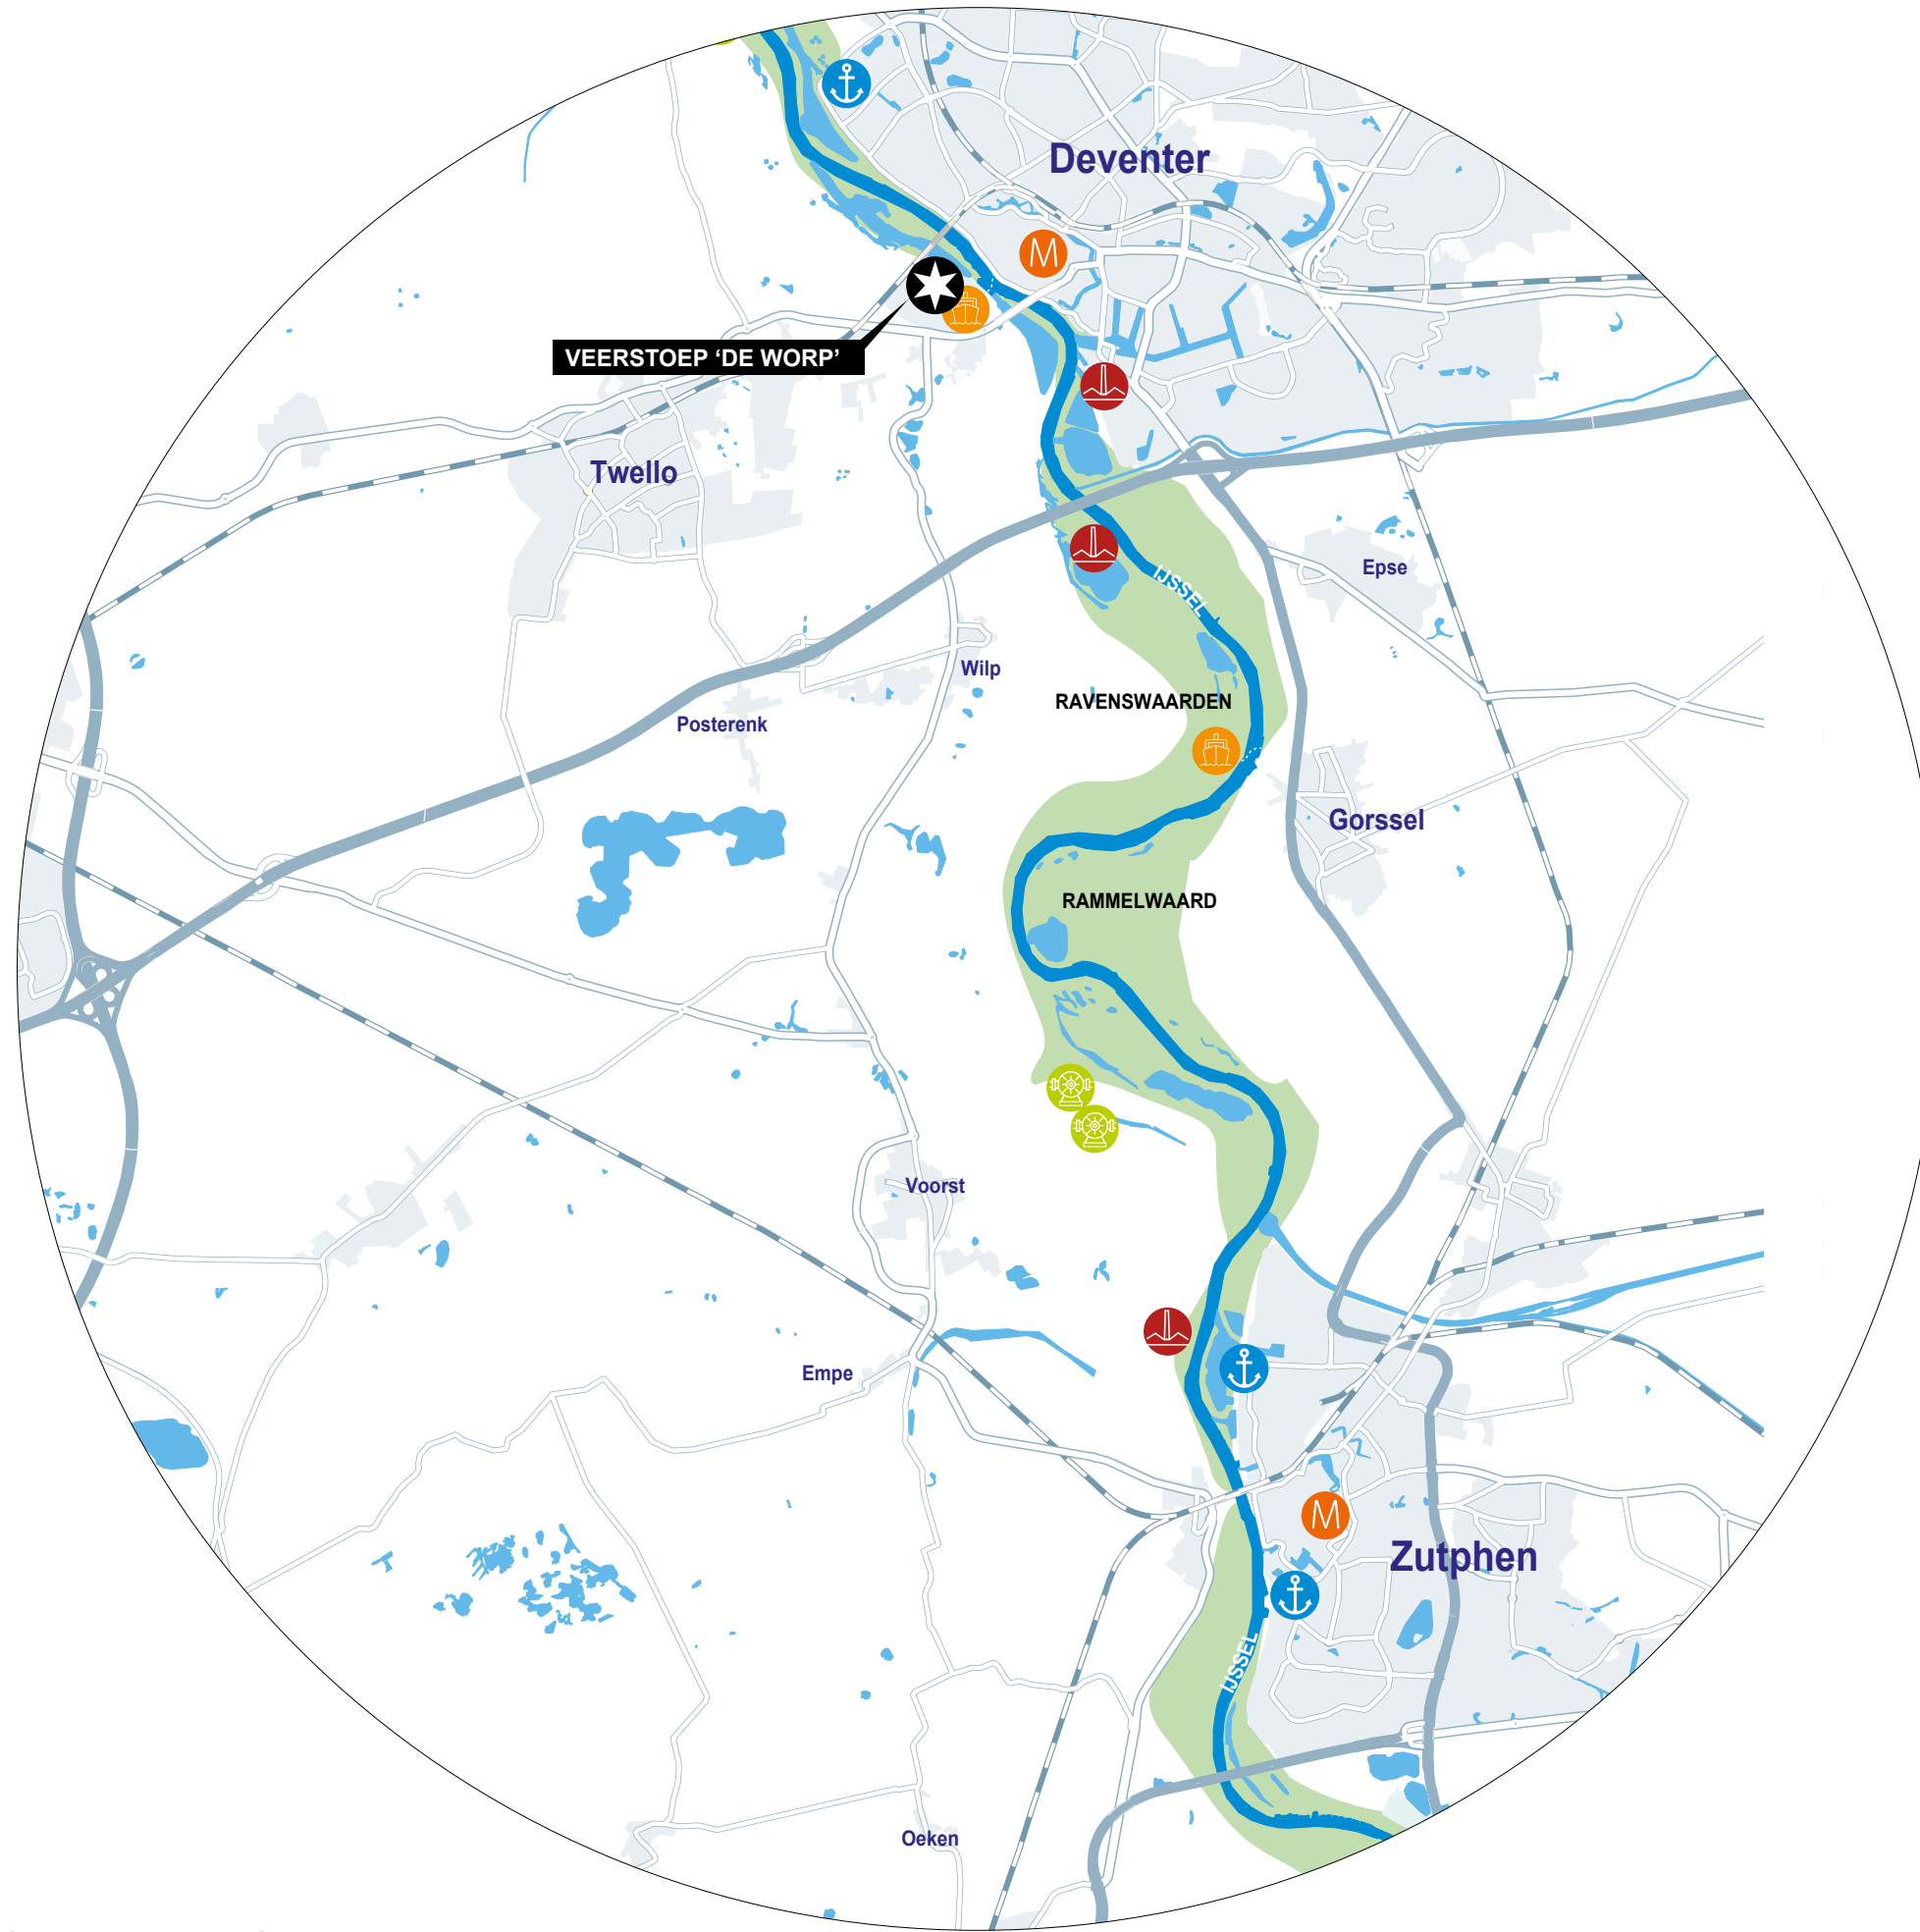 Deventer
M
VEERSTOEP ‘DE WORP’
Twello
Epse
IJSSEL
Wilp
RAVENSWAARDEN
Posterenk
Gorssel
RAMMELWAARD
Voorst
Empe
M
Zutphen
IJSSEL
Oeken